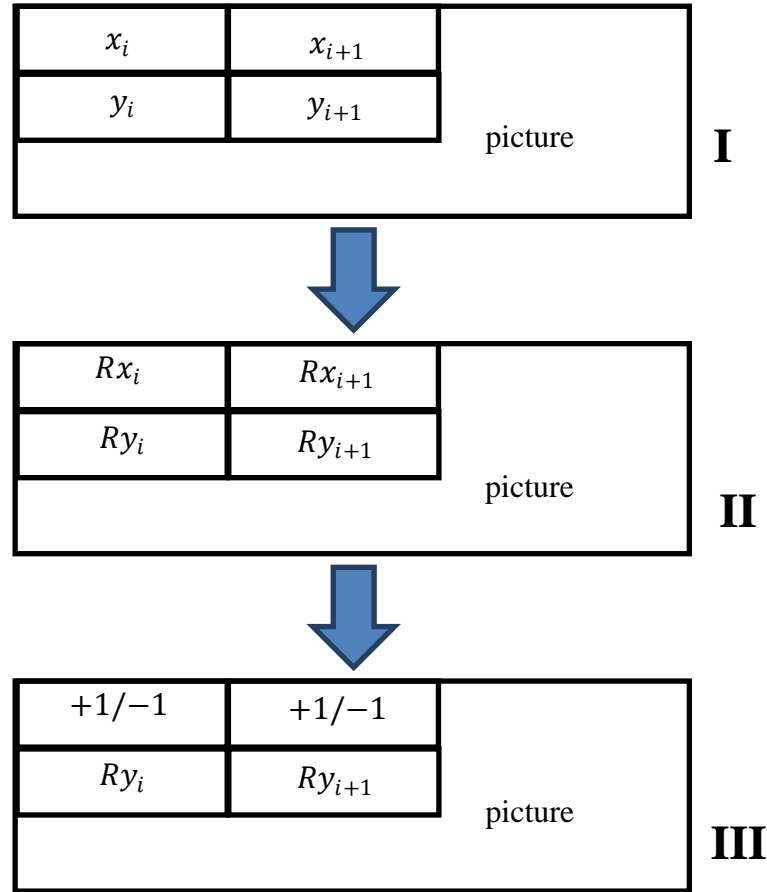 x_i x_{i+1}
y_i y_{i+1}
picture
I
Rx_i Rx_{i+1}
Ry_i Ry_{i+1}
picture
II
+1/−1 +1/−1
Ry_i Ry_{i+1}
picture
III